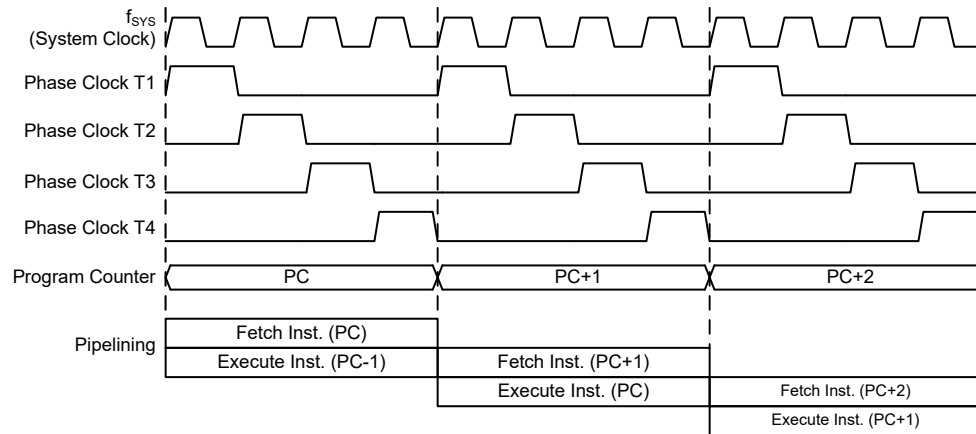 fSYS
(System Clock)
Phase Clock T1
Phase Clock T2
Phase Clock T3
Phase Clock T4
Program Counter PC PC+1 PC+2
Pipelining
Fetch Inst. (PC)
Execute Inst. (PC-1) Fetch Inst. (PC+1)
Execute Inst. (PC) Fetch Inst. (PC+2)
Execute Inst. (PC+1)